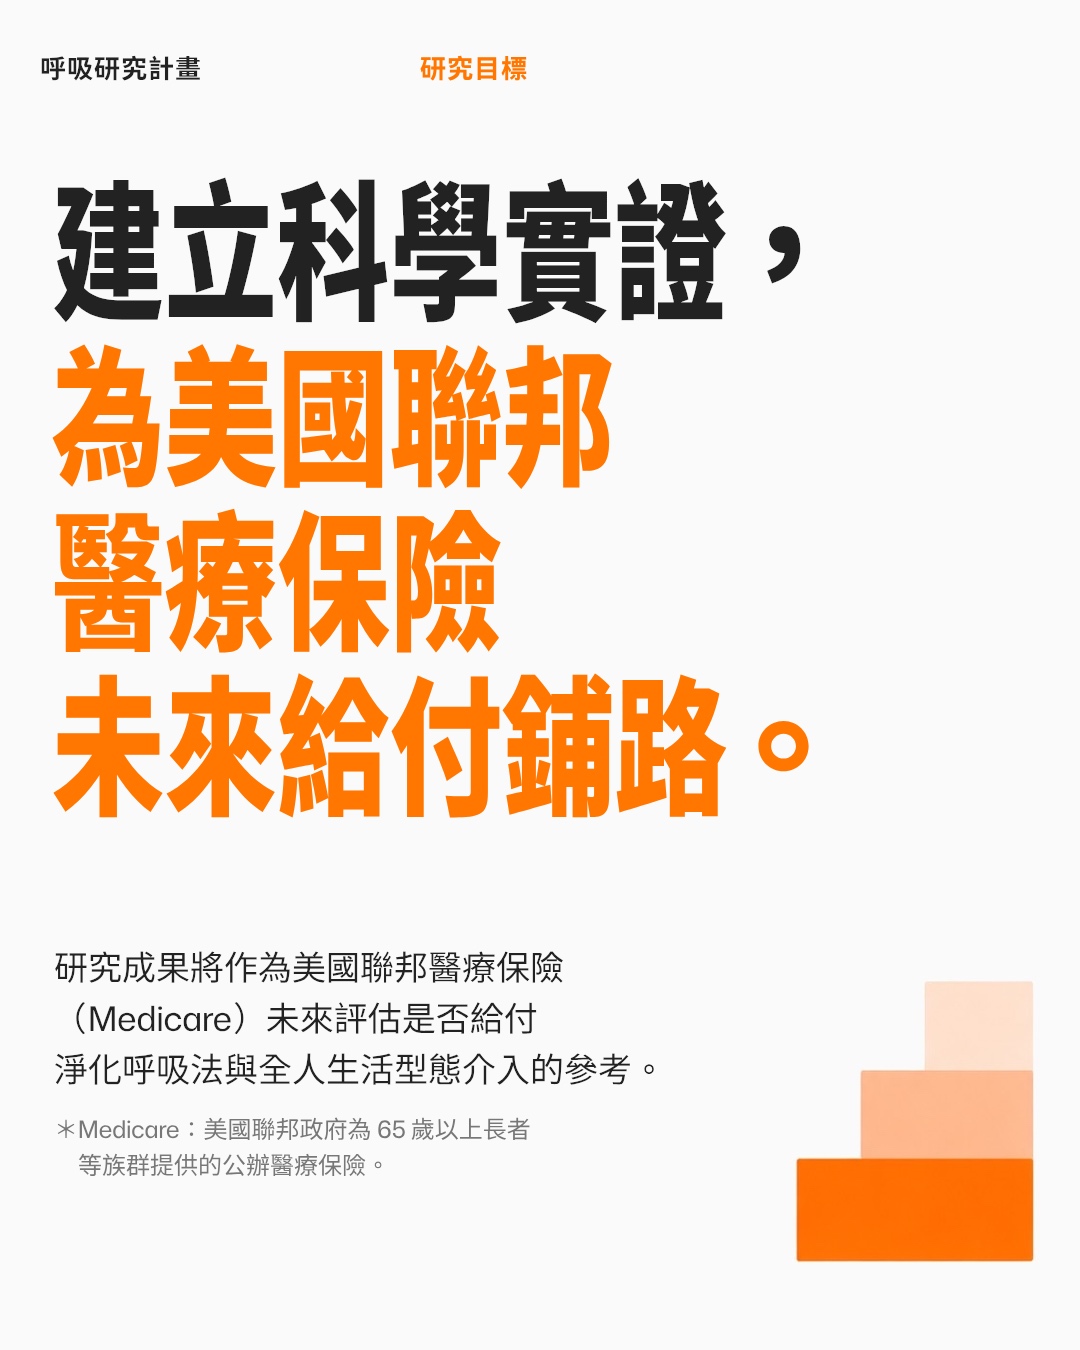 呼吸研究計畫
研究目標
建立科學實證，
為美國聯邦
醫療保險
未來給付鋪路。
研究成果將作為美國聯邦醫療保險
（Medicare）未來評估是否給付
淨化呼吸法與全人生活型態介入的參考。
＊Medicare：美國聯邦政府為 65 歲以上長者
等族群提供的公辦醫療保險。